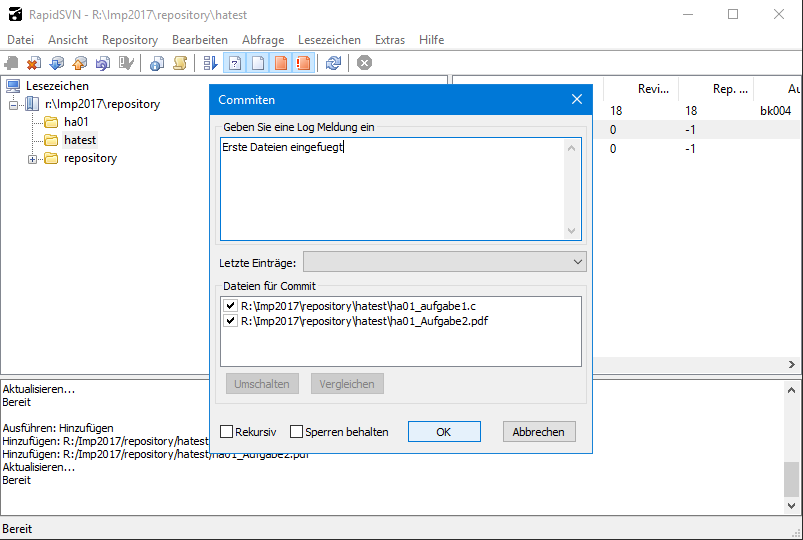 RapidSVN - R:\Imp2017\repository\hatest
Datei Ansicht Repository Bearbeiten Abfrage Lesezeichen Extras Hilfe
Lesezeichen
r:\Imp2017\repository
ha01
hatest
repository
Revi... Rep. ... Au
18 18 bk004
0 -1
0 -1
Commiten
Geben Sie eine Log Meldung ein
Erste Dateien eingefuegt
Letzte Einträge:
Dateien für Commit
R:\Imp2017\repository\hatest\ha01_aufgabe1.c
R:\Imp2017\repository\hatest\ha01_Aufgabe2.pdf
Umschalten Vergleichen
Rekursiv Sperren behalten OK Abbrechen
Aktualisieren...
Bereit
Ausführen: Hinzufügen
Hinzufügen: R:/Imp2017/repository/hatest
Hinzufügen: R:/Imp2017/repository/hatest/ha01_Aufgabe2.pdf
Aktualisieren...
Bereit
Bereit